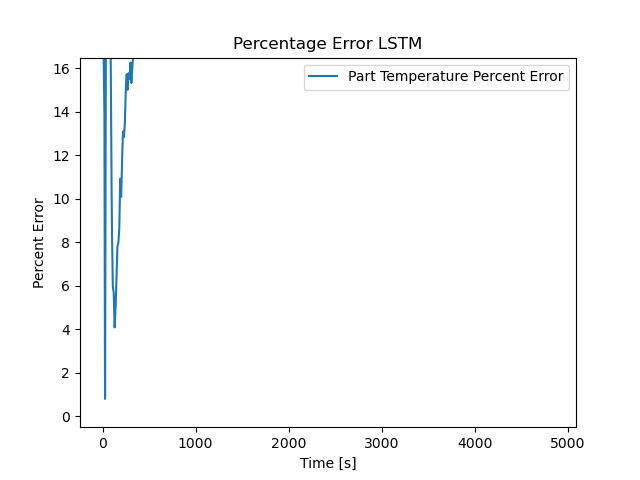 Percentage Error LSTM
Part Temperature Percent Error
Percent Error
16
14
12
10
8
6
4
2
0
0 1000 2000 3000 4000 5000
Time [s]